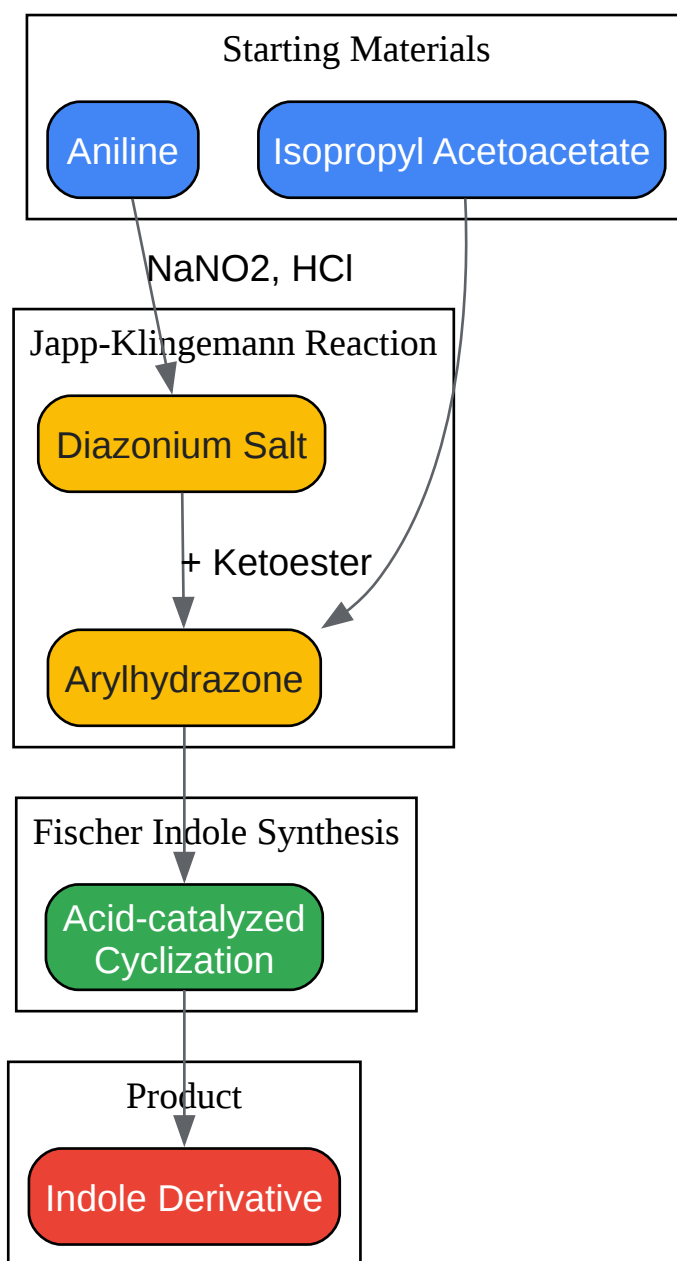 Starting Materials
Aniline
Isopropyl Acetoacetate
NaNO2, HCl
Japp-Klingemann Reaction
Diazonium Salt
+ Ketoester
Arylhydrazone
Fischer Indole Synthesis
Acid-catalyzed
Cyclization
Product
Indole Derivative